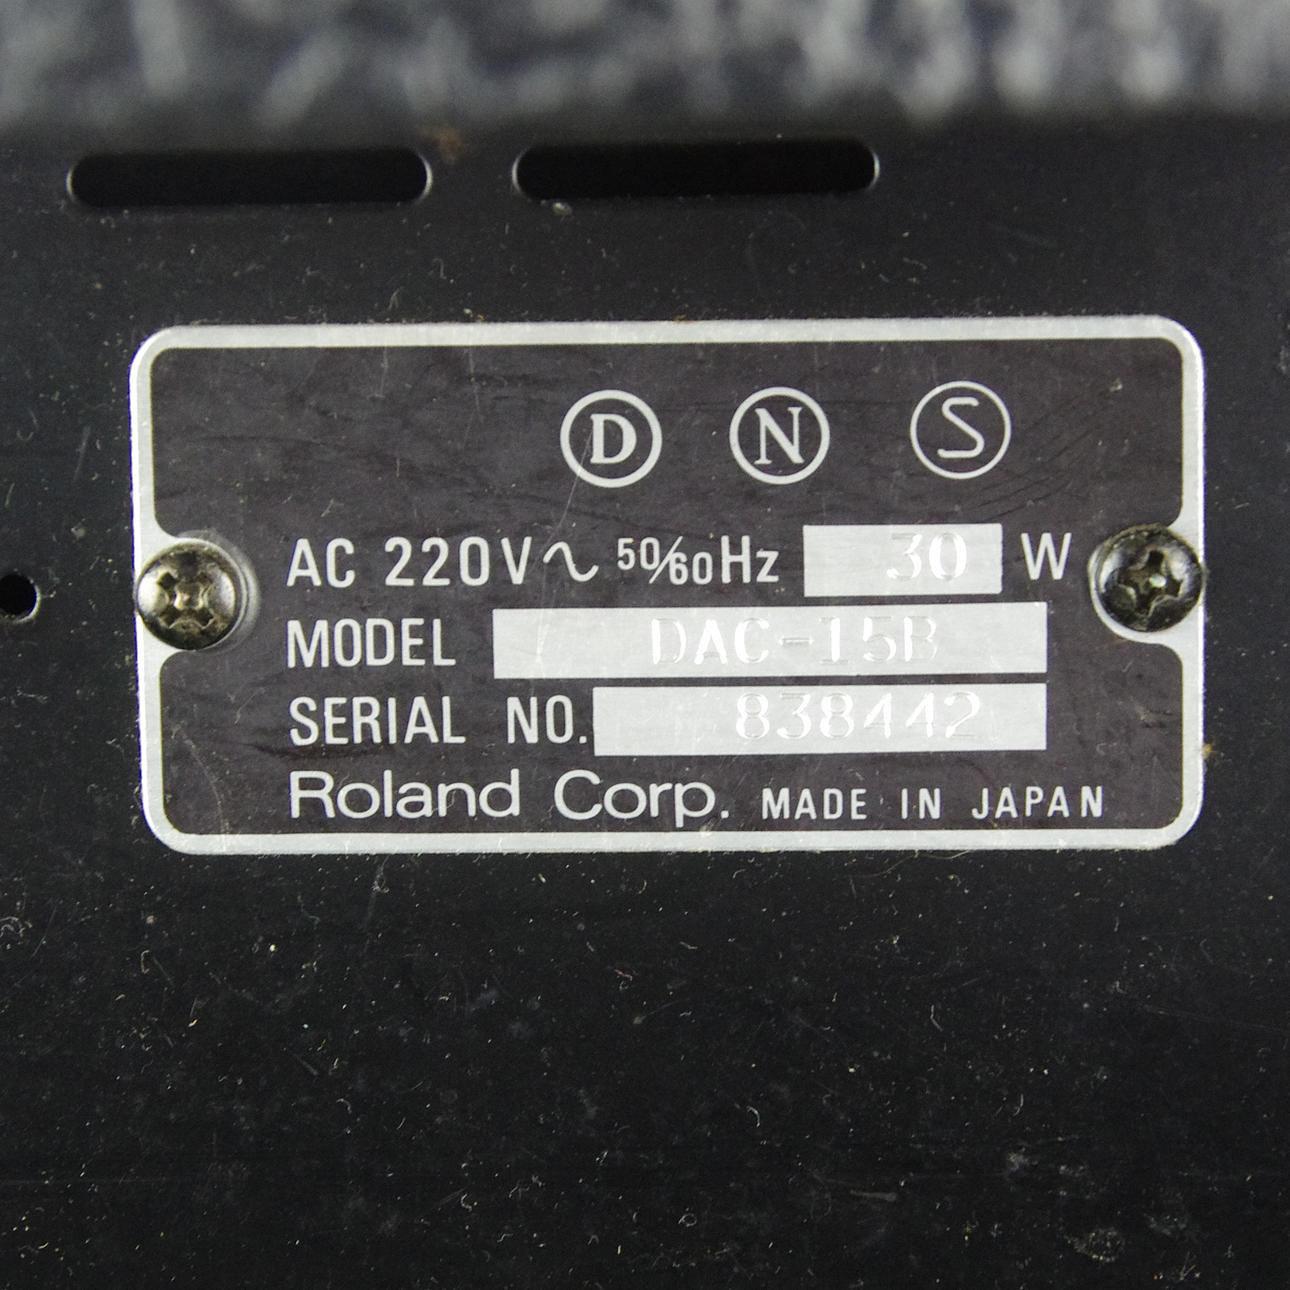 D N S
AC 220V∿ 50/60Hz 30 W
MODEL DAC-15B
SERIAL NO. 838442
Roland Corp. MADE IN JAPAN